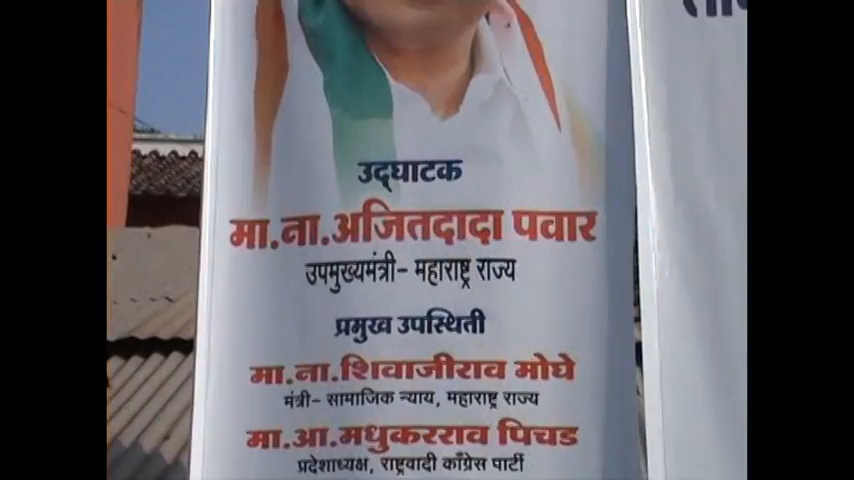 उद्घाटक
मा.ना.अजितदादा पवार
उपमुख्यमंत्री- महाराष्ट्र राज्य
प्रमुख उपस्थिती
मा.ना.शिवाजीराव मोघे
मंत्री- सामाजिक न्याय, महाराष्ट्र राज्य
मा.आ.मधुकरराव पिचड
प्रदेशाध्यक्ष, राष्ट्रवादी काँग्रेस पार्टी